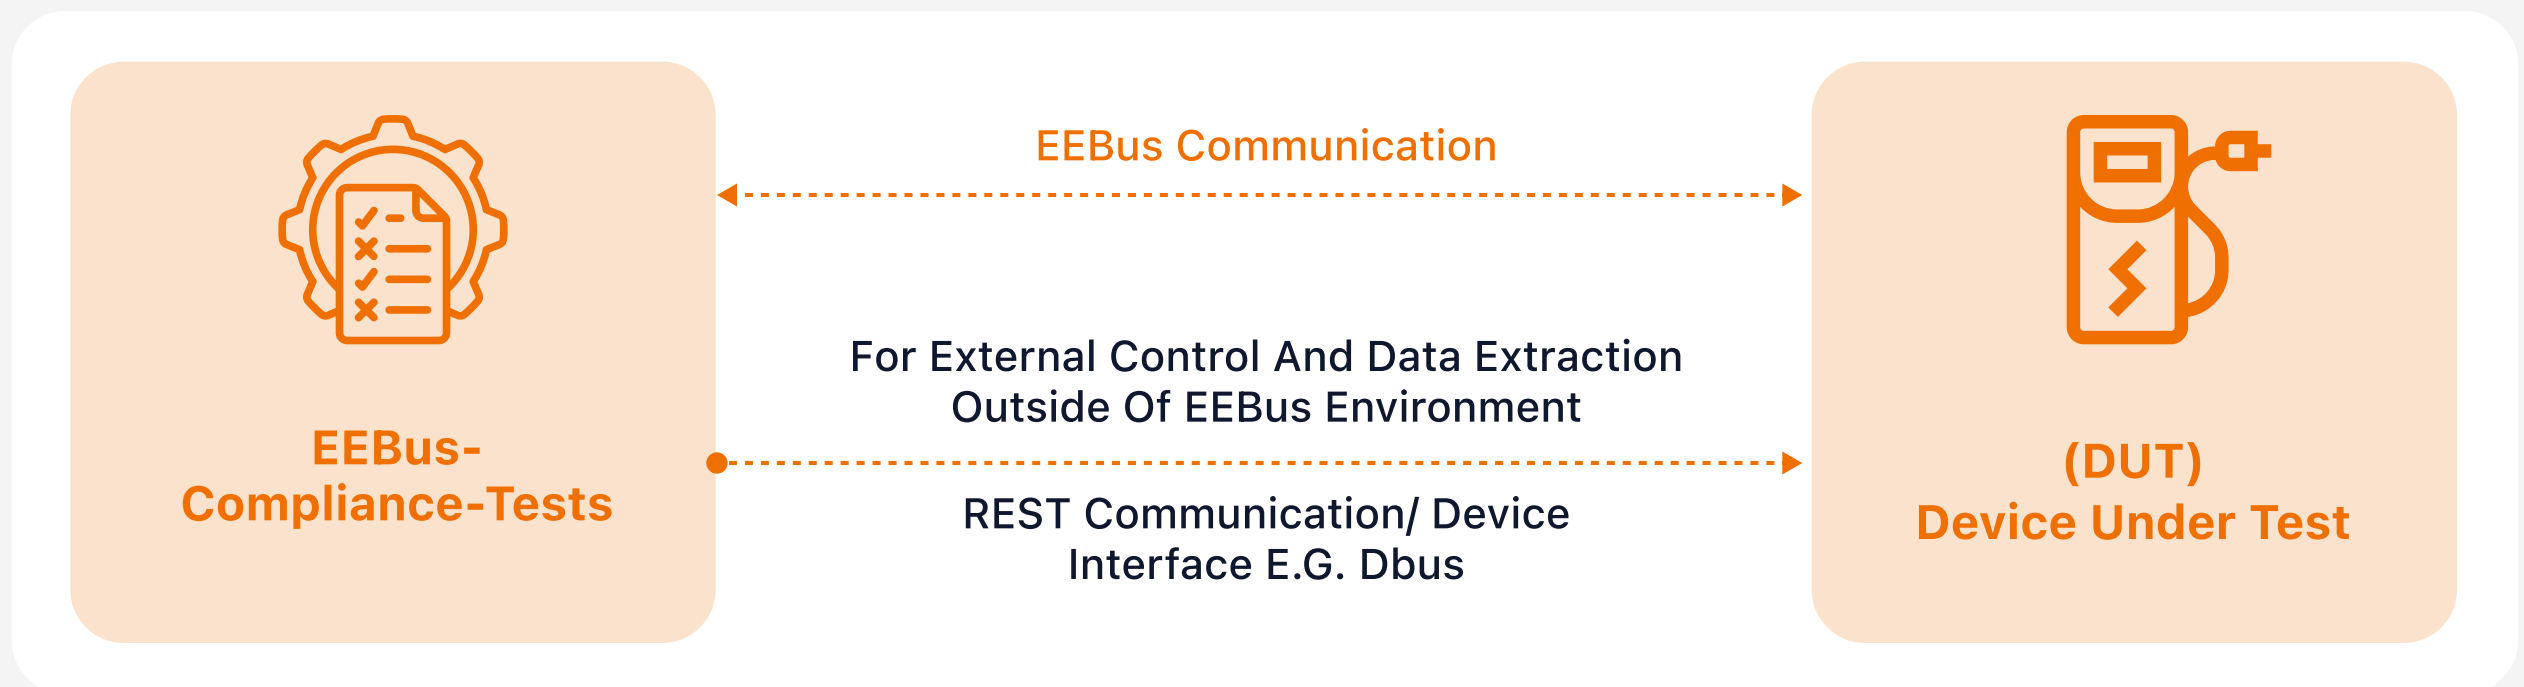 EEBus Communication
For External Control And Data Extraction
Outside Of EEBus Environment
EEBus-
Compliance-Tests
REST Communication/ Device
Interface E.G. Dbus
(DUT)
Device Under Test